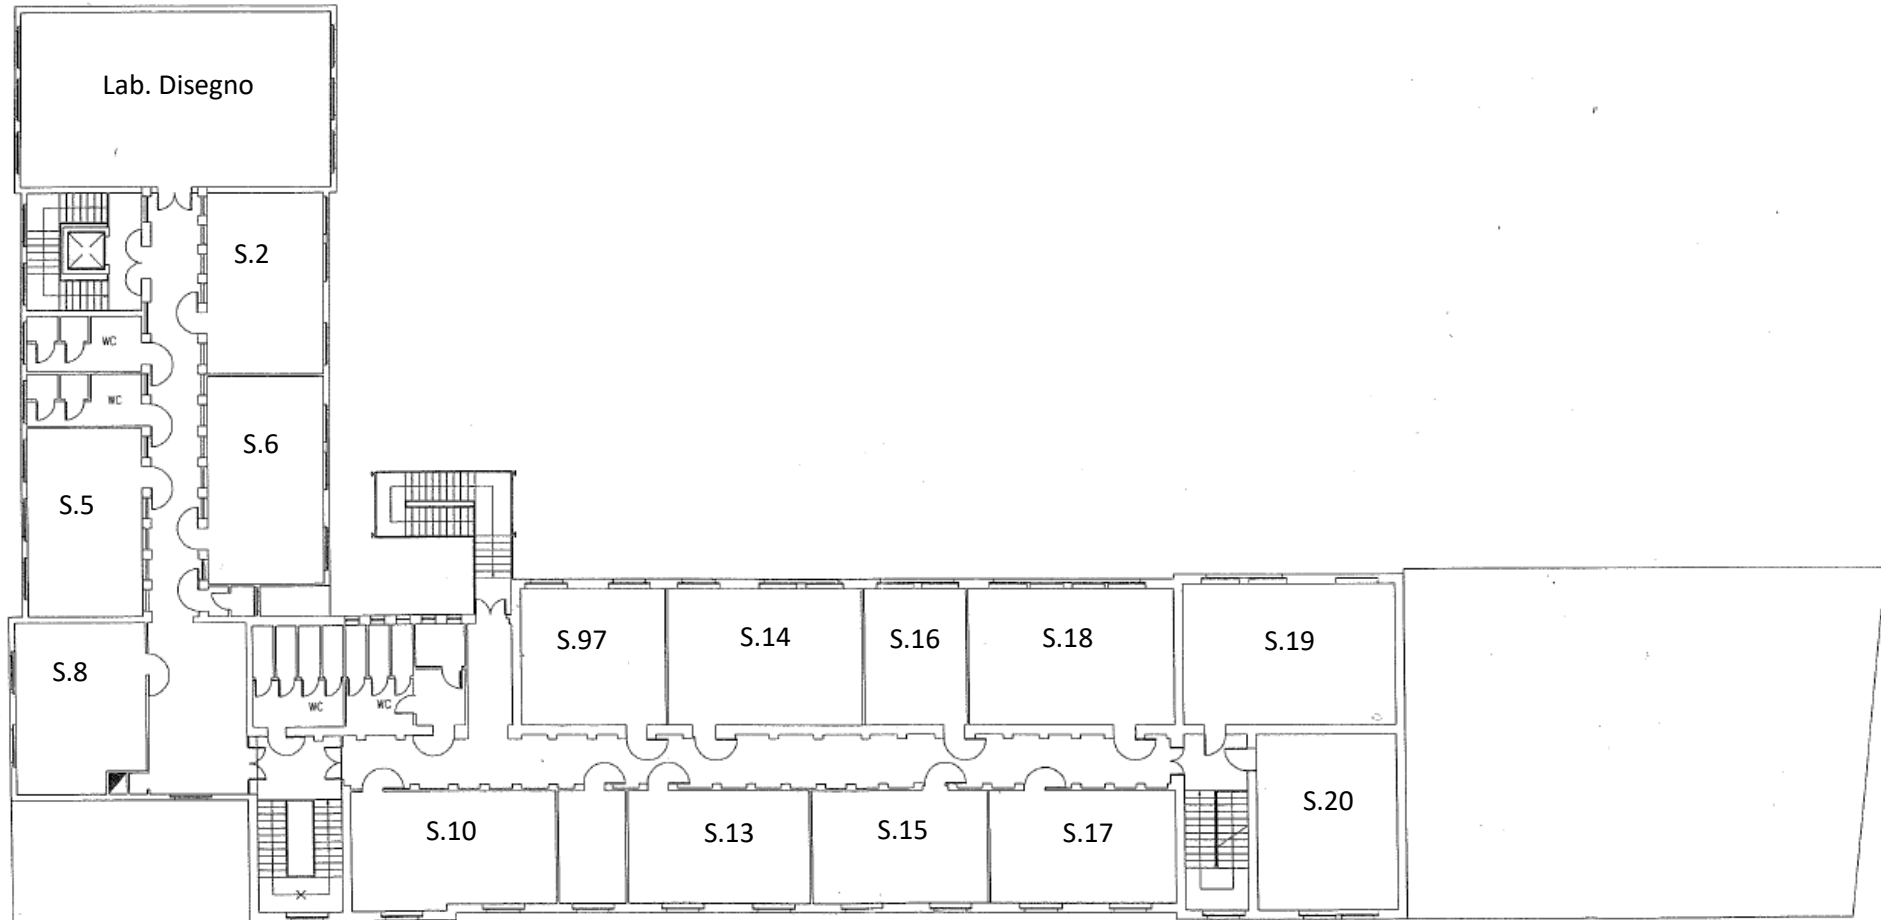 Lab. Disegno
S.2
WC
WC
S.6
S.5
S.97
S.14
S.16
S.18
S.19
S.8
WC
WC
S.10
S.13
S.15
S.17
S.20